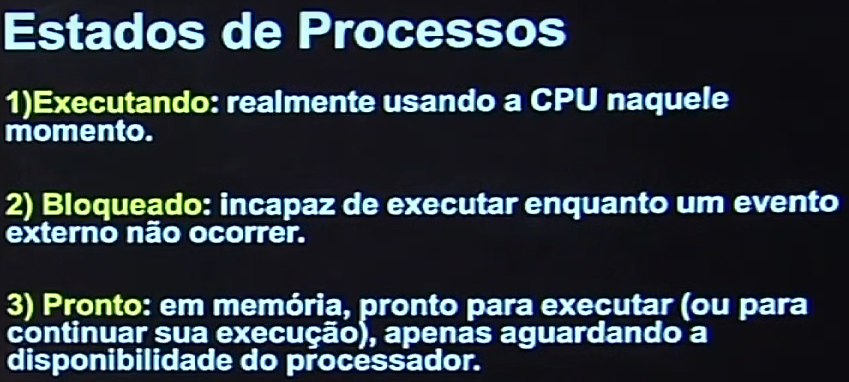 Estados de Processos
1)Executando: realmente usando a CPU naquele
momento.
2) Bloqueado: incapaz de executar enquanto um evento
externo não ocorrer.
3) Pronto: em memória, pronto para executar (ou para
continuar sua execução), apenas aguardando a
disponibilidade do processador.